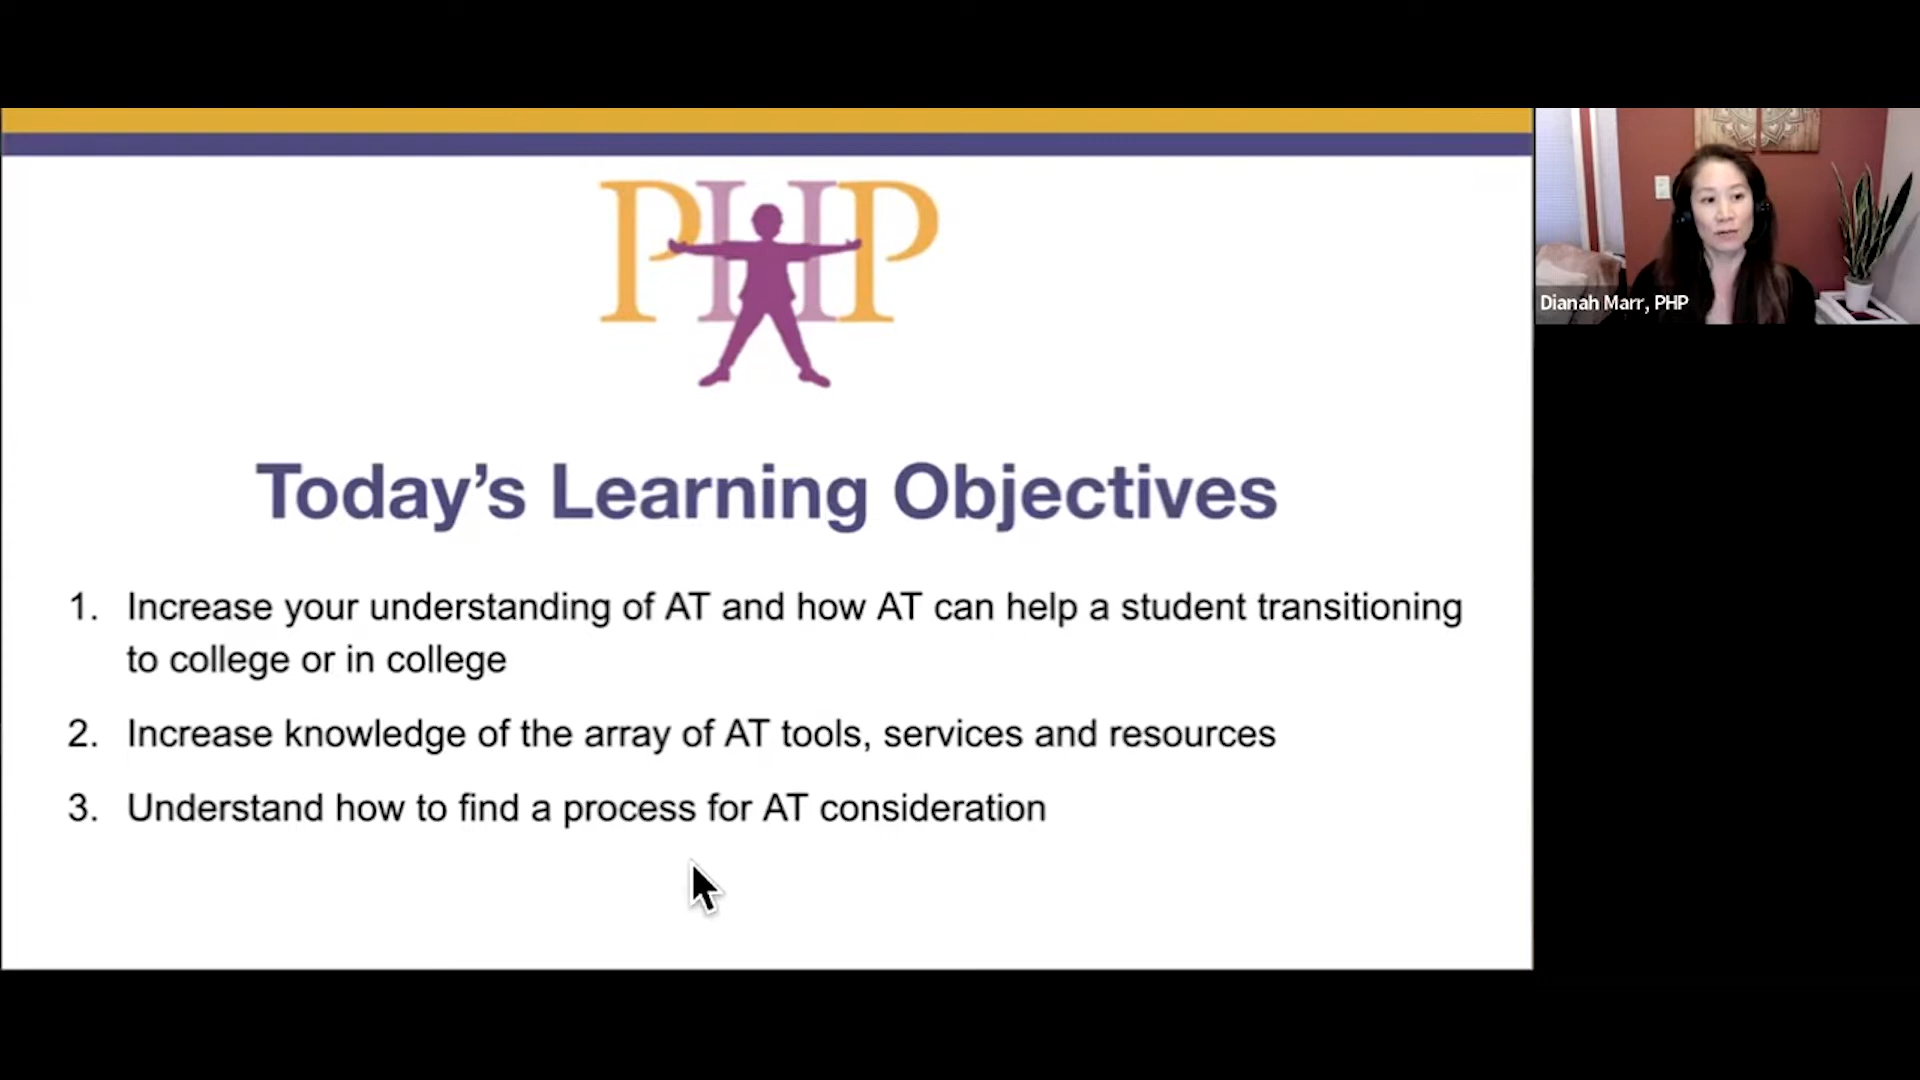 PHP
Dianah Marr, PHP
Today’s Learning Objectives
1. Increase your understanding of AT and how AT can help a student transitioning
to college or in college
2. Increase knowledge of the array of AT tools, services and resources
3. Understand how to find a process for AT consideration